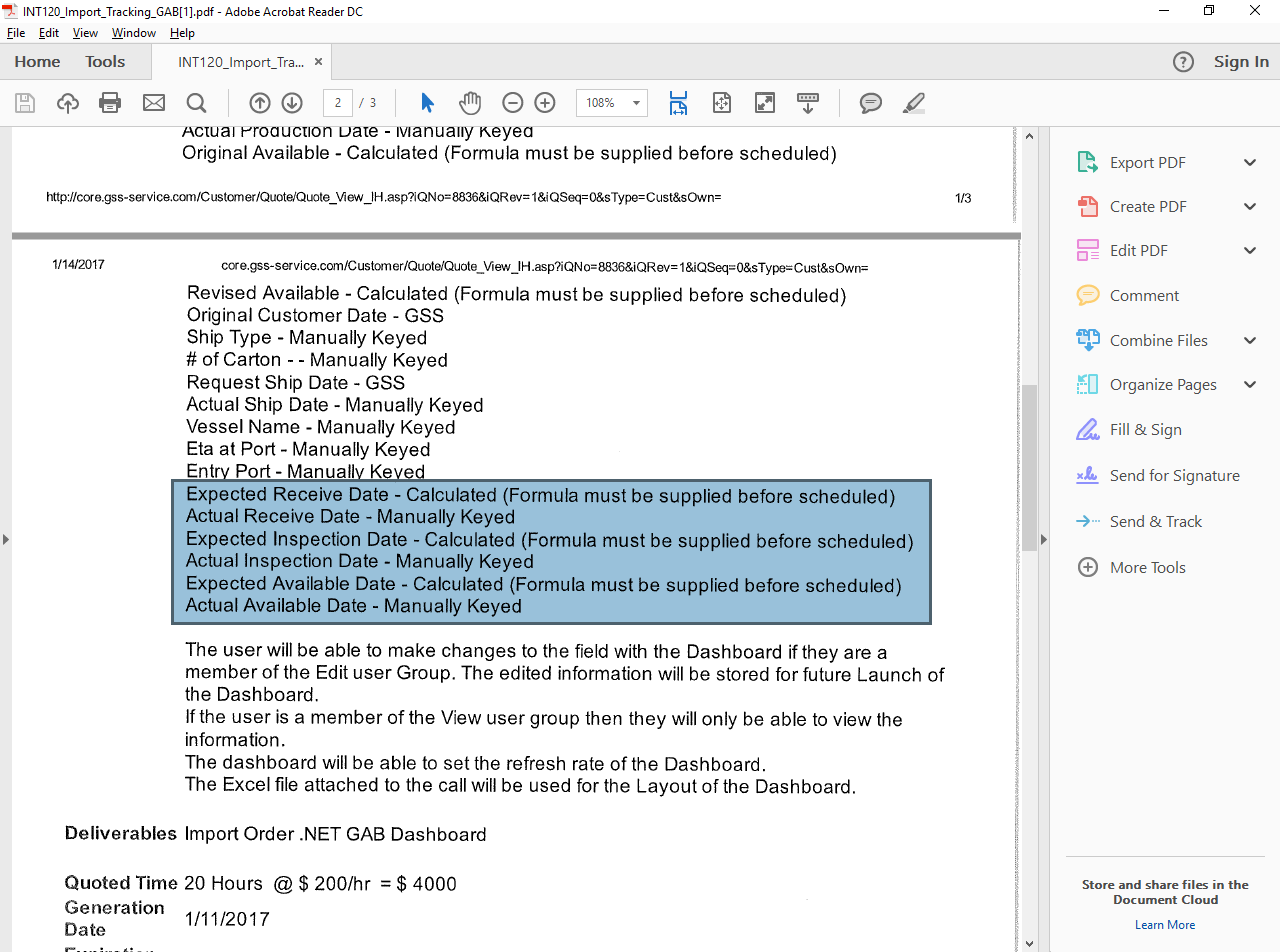 INT120_Import_Tracking_GAB[1].pdf - Adobe Acrobat Reader DC
File Edit View Window Help
Home Tools INT120_Import_Tra... × Sign In
2 / 3 108%
Actual Production Date - Manually Keyed
Original Available - Calculated (Formula must be supplied before scheduled)
http://core.gss-service.com/Customer/Quote/Quote_View_IH.asp?iQNo=8836&iQRev=1&iQSeq=0&sType=Cust&sOwn= 1/3
1/14/2017 core.gss-service.com/Customer/Quote/Quote_View_IH.asp?iQNo=8836&iQRev=1&iQSeq=0&sType=Cust&sOwn=
Revised Available - Calculated (Formula must be supplied before scheduled)
Original Customer Date - GSS
Ship Type - Manually Keyed
# of Carton - - Manually Keyed
Request Ship Date - GSS
Actual Ship Date - Manually Keyed
Vessel Name - Manually Keyed
Eta at Port - Manually Keyed
Entry Port - Manually Keyed
Expected Receive Date - Calculated (Formula must be supplied before scheduled)
Actual Receive Date - Manually Keyed
Expected Inspection Date - Calculated (Formula must be supplied before scheduled)
Actual Inspection Date - Manually Keyed
Expected Available Date - Calculated (Formula must be supplied before scheduled)
Actual Available Date - Manually Keyed
The user will be able to make changes to the field with the Dashboard if they are a
member of the Edit user Group. The edited information will be stored for future Launch of
the Dashboard.
If the user is a member of the View user group then they will only be able to view the
information.
The dashboard will be able to set the refresh rate of the Dashboard.
The Excel file attached to the call will be used for the Layout of the Dashboard.
Deliverables Import Order .NET GAB Dashboard
Quoted Time 20 Hours @ $ 200/hr = $ 4000
Generation
Date 1/11/2017
Expiration
Export PDF
Create PDF
Edit PDF
Comment
Combine Files
Organize Pages
Fill & Sign
Send for Signature
Send & Track
More Tools
Store and share files in the
Document Cloud
Learn More